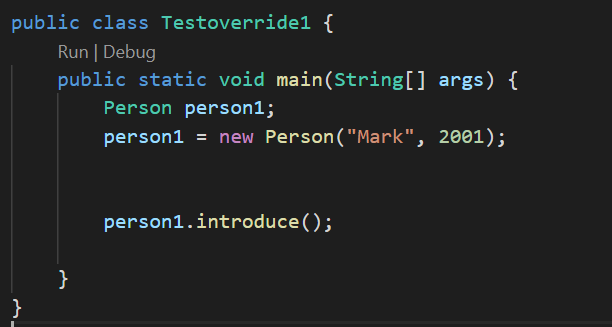 public class Testoverride1 {
Run | Debug
public static void main(String[] args) {
Person person1;
person1 = new Person("Mark", 2001);
person1.introduce();
}
}